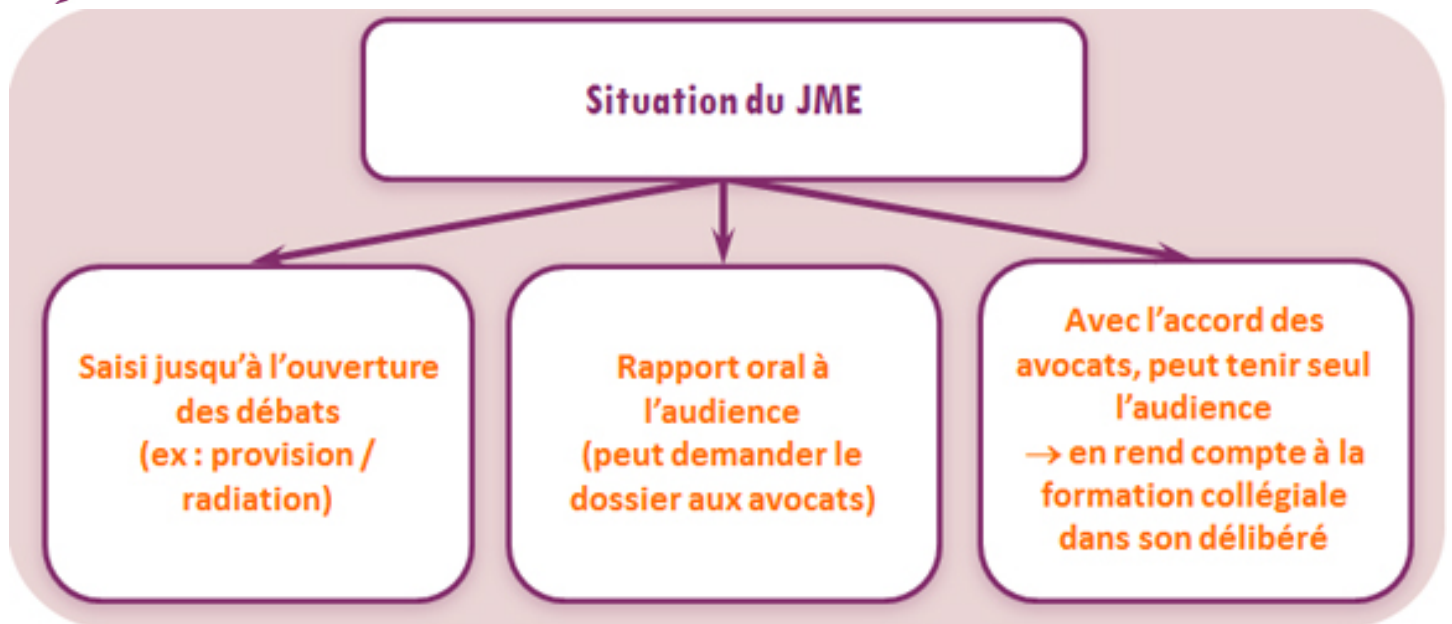 Situation du JME
Saisi jusqu’à l’ouverture
des débats
(ex : provision /
radiation)
Rapport oral à
l’audience
(peut demander le
dossier aux avocats)
Avec l’accord des
avocats, peut tenir seul
l’audience
→ en rend compte à la
formation collégiale
dans son délibéré